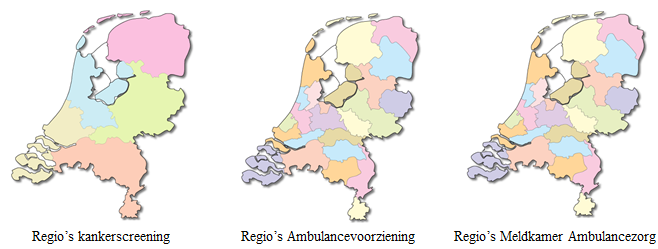 Regio's kankerscreening
Regio's Ambulancevoorziening
Regio's Meldkamer Ambulancezorg